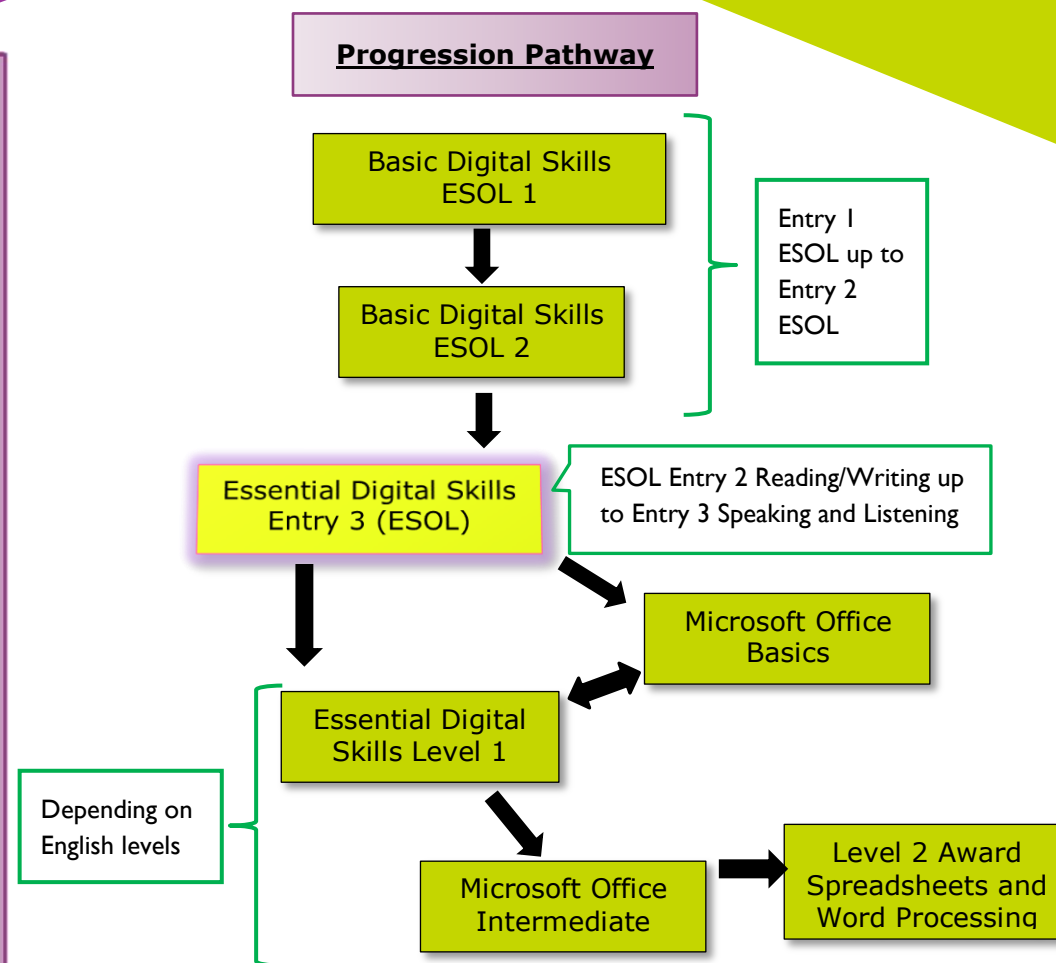 Progression Pathway
Basic Digital Skills
ESOL 1
Entry 1
ESOL up to
Entry 2
ESOL
Basic Digital Skills
ESOL 2
Essential Digital Skills
Entry 3 (ESOL)
ESOL Entry 2 Reading/Writing up
to Entry 3 Speaking and Listening
Microsoft Office
Basics
Essential Digital
Skills Level 1
Depending on
English levels
Microsoft Office
Intermediate
Level 2 Award
Spreadsheets and
Word Processing